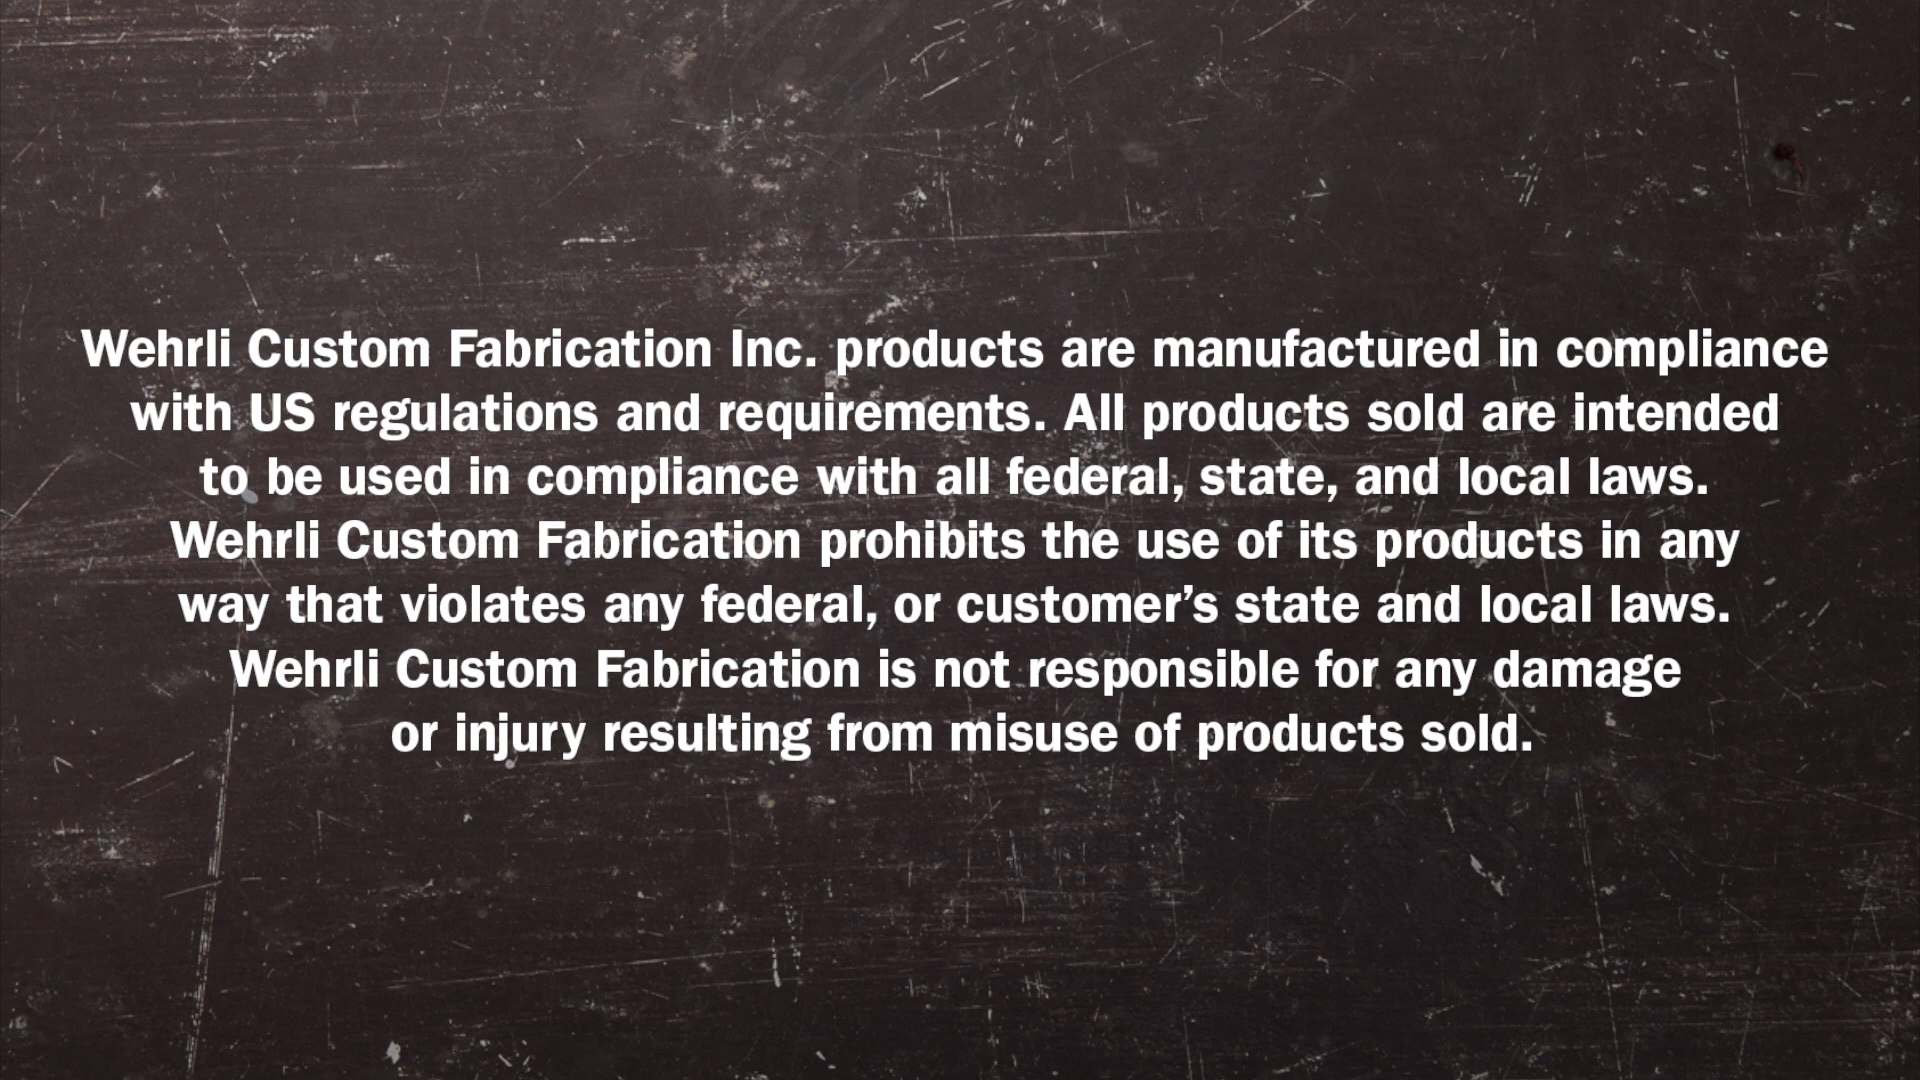 Wehrli Custom Fabrication Inc. products are manufactured in compliance
with US regulations and requirements. All products sold are intended
to be used in compliance with all federal, state, and local laws.
Wehrli Custom Fabrication prohibits the use of its products in any
way that violates any federal, or customer’s state and local laws.
Wehrli Custom Fabrication is not responsible for any damage
or injury resulting from misuse of products sold.